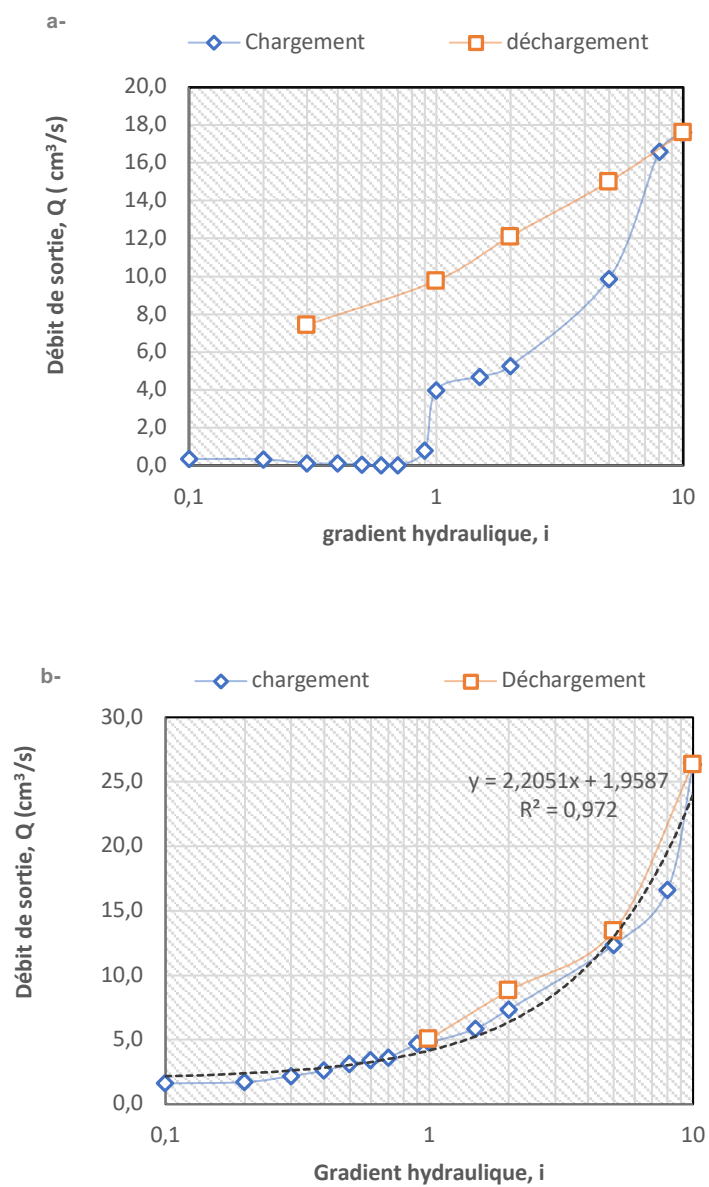 a-
Chargement déchargement
Débit de sortie, Q ( cm³/s)
20,0
18,0
16,0
14,0
12,0
10,0
8,0
6,0
4,0
2,0
0,0
0,1 1 10
gradient hydraulique, i
b-
chargement Déchargement
Débit de sortie, Q (cm³/s)
30,0
25,0
20,0
15,0
10,0
5,0
0,0
y = 2,2051x + 1,9587
R² = 0,972
0,1 1 10
Gradient hydraulique, i